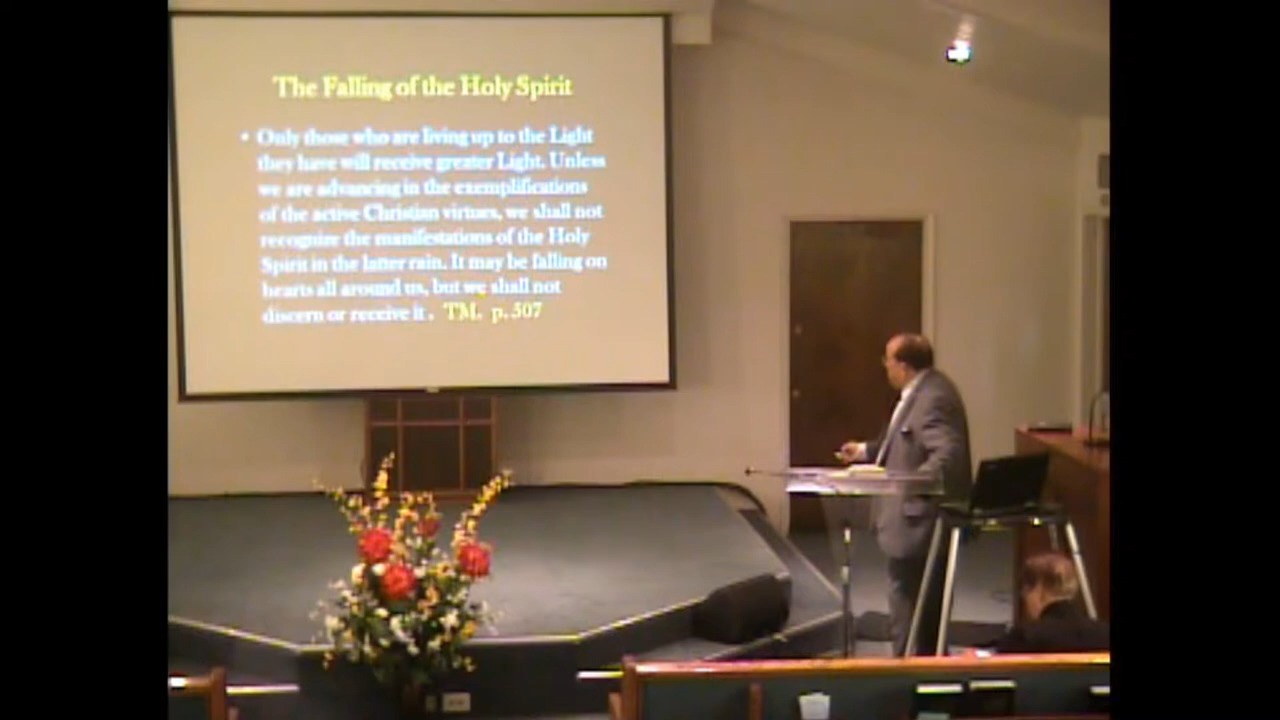 The Falling of the Holy Spirit
• Only those who are living up to the Light
they have will receive greater Light. Unless
we are advancing in the exemplifications
of the active Christian virtues, we shall not
recognize the manifestations of the Holy
Spirit in the latter rain. It may be falling on
hearts all around us, but we shall not
discern or receive it . TM. p. 507